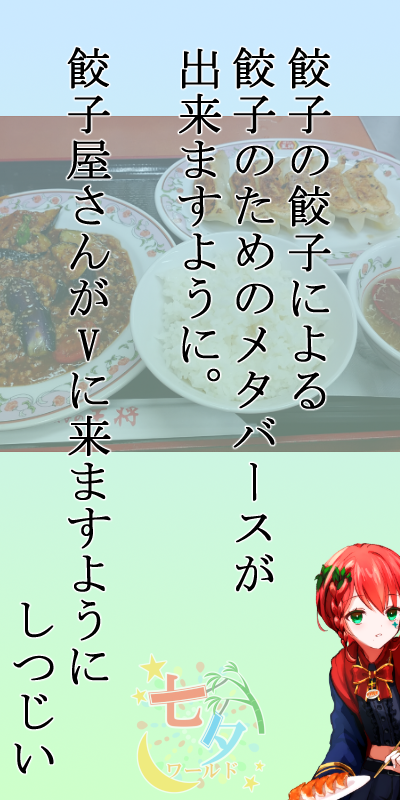 餃子の餃子による
餃子のためのメタバースが
出来ますように。
餃子屋さんがVに来ますように
しつじい
将
七夕
ワールド